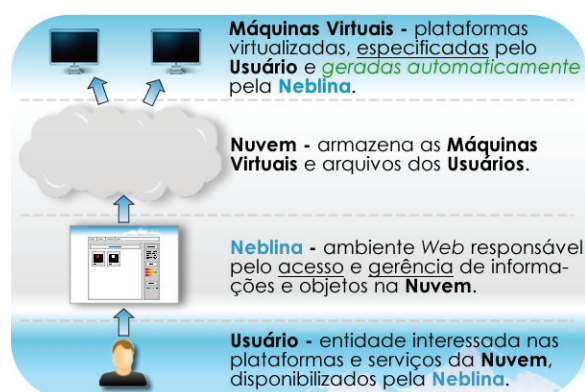 Máquinas Virtuais - plataformas
virtualizadas, especificadas pelo
Usuário e geradas automaticamente
pela Neblina.
Nuvem - armazena as Máquinas
Virtuais e arquivos dos Usuários.
Neblina - ambiente Web responsável
pelo acesso e gerência de informa-
ções e objetos na Nuvem.
Usuário - entidade interessada nas
plataformas e serviços da Nuvem,
disponibilizados pela Neblina.